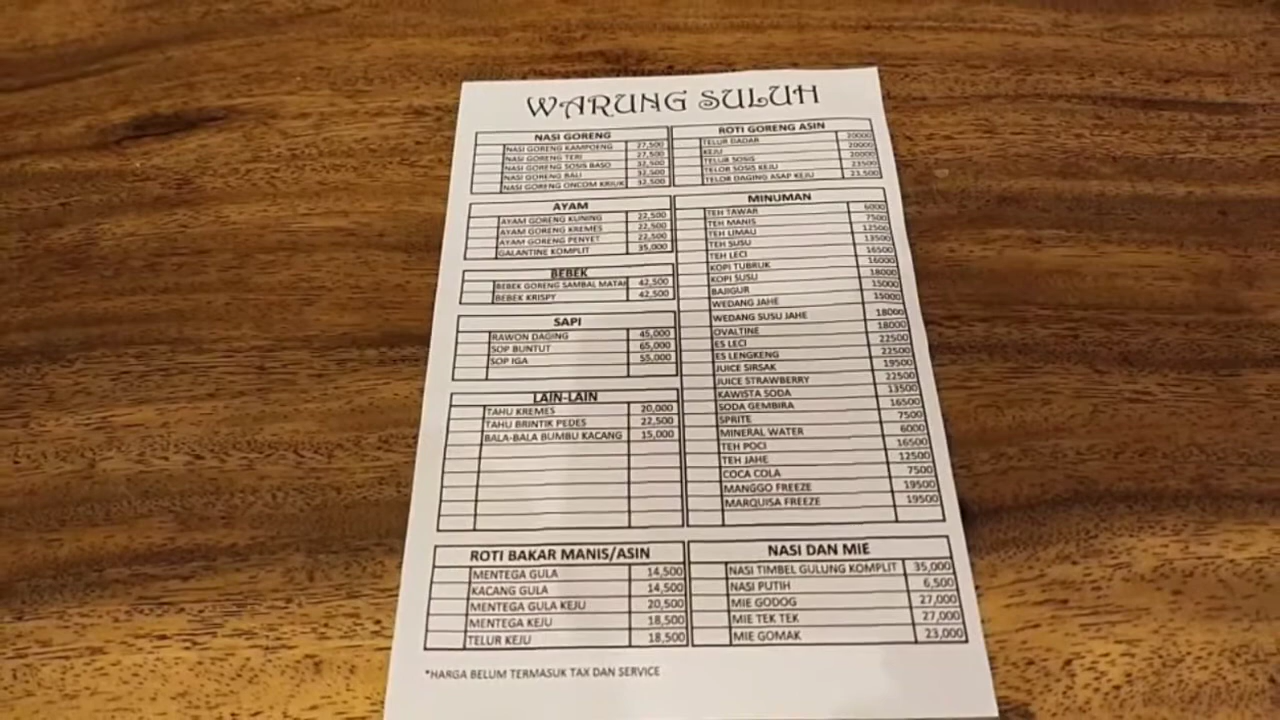 WARUNG SULUH
NASI GORENG
NASI GORENG KAMPOENG 27,500
NASI GORENG TERI 27,500
NASI GORENG SOSIS BASO 32,500
NASI GORENG BALI 32,500
NASI GORENG ONCOM KRIUK 32,500
AYAM
AYAM GORENG KUNING 22,500
AYAM GORENG KREMES 22,500
AYAM GORENG PENYET 22,500
GALANTINE KOMPLIT 35,000
BEBEK
BEBEK GORENG SAMBAL MATAH 42,500
BEBEK KRISPY 42,500
SAPI
RAWON DAGING 45,000
SOP BUNTUT 65,000
SOP IGA 55,000
LAIN-LAIN
TAHU KREMES 20,000
TAHU BRINTIK PEDES 22,500
BALA-BALA BUMBU KACANG 15,000
ROTI GORENG ASIN
TELUR DADAR 20000
KEJU 20000
TELUR SOSIS 20000
TELOR SOSIS KEJU 23500
TELOR DAGING ASAP KEJU 23,500
MINUMAN
TEH TAWAR 6000
TEH MANIS 7500
TEH LIMAU 12500
TEH SUSU 13500
TEH LECI 16500
KOPI TUBRUK 16000
KOPI SUSU 18000
BAJIGUR 15000
WEDANG JAHE 15000
WEDANG SUSU JAHE 18000
OVALTINE 18000
ES LECI 22500
ES LENGKENG 22500
JUICE SIRSAK 19500
JUICE STRAWBERRY 22500
KAWISTA SODA 13500
SODA GEMBIRA 16500
SPRITE 7500
MINERAL WATER 6000
TEH POCI 16500
TEH JAHE 12500
COCA COLA 7500
MANGGO FREEZE 19500
MARQUISA FREEZE 19500
ROTI BAKAR MANIS/ASIN
MENTEGA GULA 14,500
KACANG GULA 14,500
MENTEGA GULA KEJU 20,500
MENTEGA KEJU 18,500
TELUR KEJU 18,500
NASI DAN MIE
NASI TIMBEL GULUNG KOMPLIT 35,000
NASI PUTIH 6,500
MIE GODOG 27,000
MIE TEK TEK 27,000
MIE GOMAK 23,000
*HARGA BELUM TERMASUK TAX DAN SERVICE